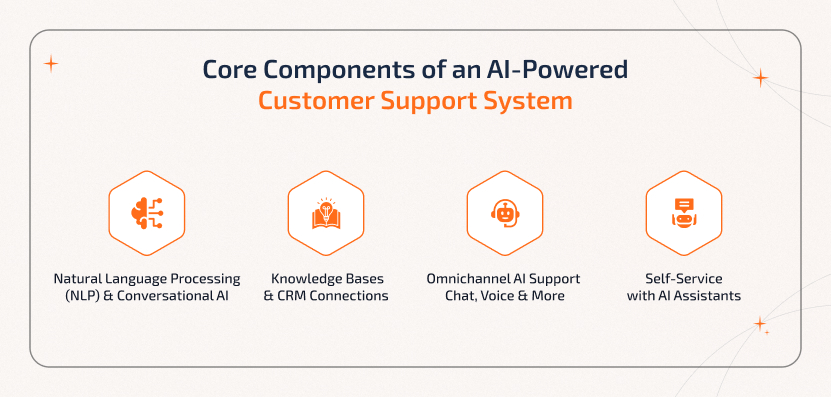 Core Components of an AI-Powered
Customer Support System
Natural Language Processing
(NLP) & Conversational AI
Knowledge Bases
& CRM Connections
Omnichannel AI Support
Chat, Voice & More
Self-Service
with AI Assistants